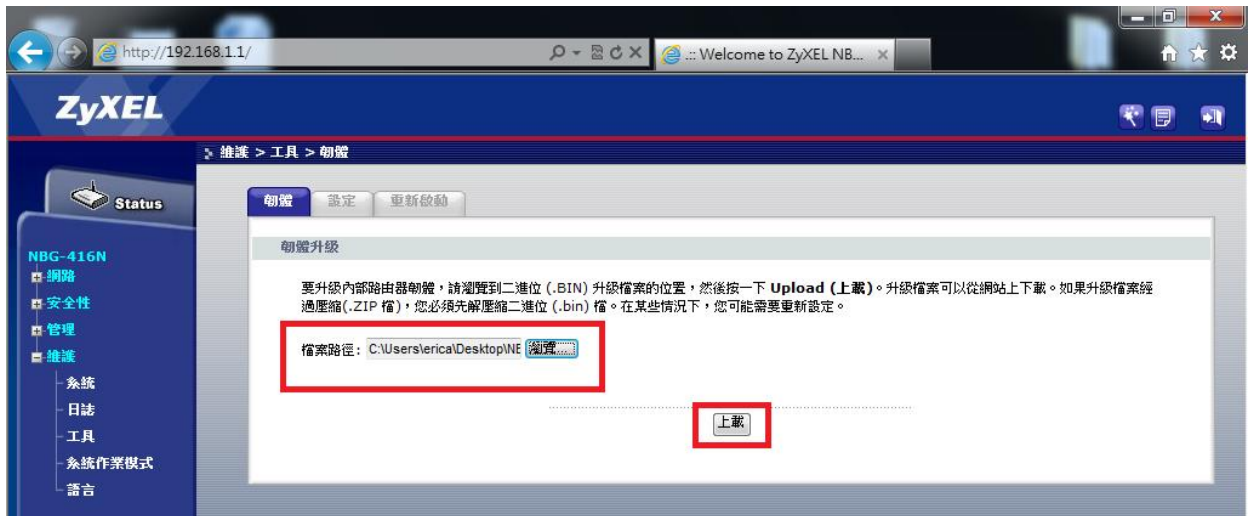 http://192.168.1.1/
.:: Welcome to ZyXEL NB...
ZyXEL
維護 > 工具 > 韌體
Status
韌體
設定
重新啟動
NBG-416N
網路
安全性
管理
維護
系統
日誌
工具
系統作業模式
語言
韌體升級
要升級內部路由器韌體，請瀏覽到二進位 (.BIN) 升級檔案的位置，然後按一下 Upload (上載)。升級檔案可以從網站上下載。如果升級檔案經
過壓縮(.ZIP 檔)，您必須先解壓縮二進位 (.bin) 檔。在某些情況下，您可能需要重新設定。
檔案路徑: C:\Users\erica\Desktop\NE 瀏覽...
上載